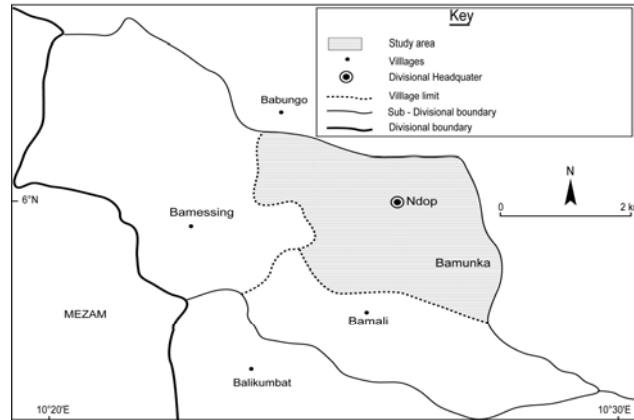 Key
Study area
Villlages
Divisional Headquater
Villlage limit
Sub - Divisional boundary
Divisional boundary
Babungo
N
6°N
Ndop
0 2 k
Bamessing
Bamunka
MEZAM
Bamali
Balikumbat
10°20'E 10°30'E